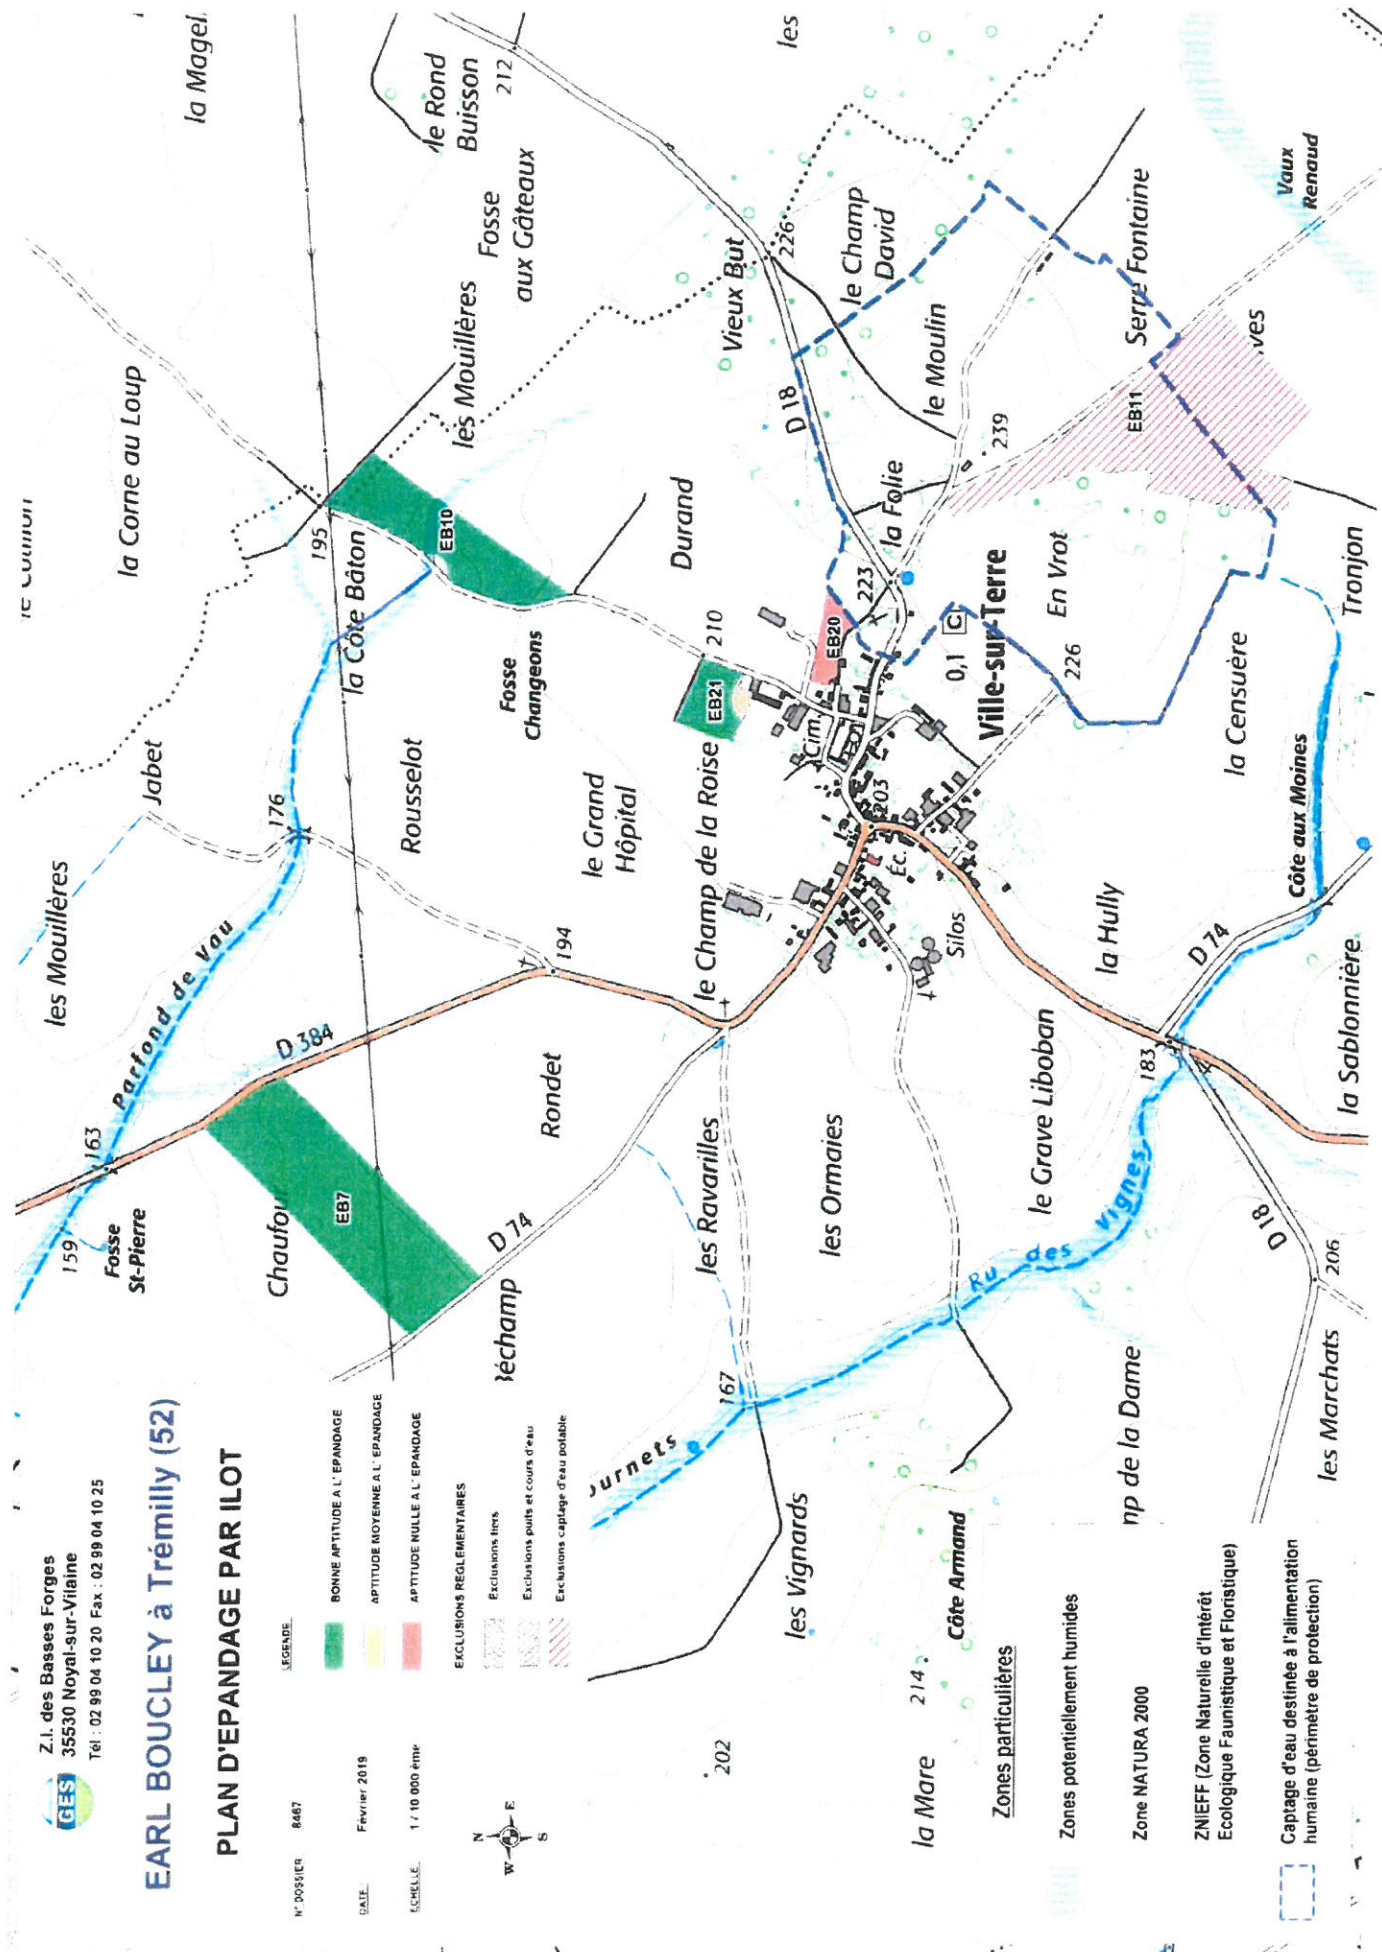 GES
Z.I. des Basses Forges
35530 Noyal-sur-Vilaine
Tél : 02 99 04 10 20 Fax : 02 99 04 10 25
EARL BOUCLEY à Trémilly (52)
PLAN D'EPANDAGE PAR ILOT
N° DOSSIER 8467
DATE Février 2019
ECHELLE 1 / 10 000 ème
N
W E
S
LEGENDE
BONNE APTITUDE A L' EPANDAGE
APTITUDE MOYENNE A L' EPANDAGE
APTITUDE NULLE A L' EPANDAGE
EXCLUSIONS REGLEMENTAIRES
Exclusions tiers
Exclusions puits et cours d'eau
Exclusions captage d'eau potable
Zones particulières
Zones potentiellement humides
Zone NATURA 2000
ZNIEFF (Zone Naturelle d'Intérêt
Ecologique Faunistique et Floristique)
Captage d'eau destinée à l'alimentation
humaine (périmètre de protection)
159
163
Fosse
St-Pierre
les Mouillères
Parfond de Vau
D 384
Jabet
176
la Corne au Loup
la Magel
195
la Côte Bâton
EB10
les Mouillères
le Rond
Buisson
212
Fosse
aux Gâteaux
Chaufour
EB7
D 74
Béchamp
Rondet
194
Rousselot
le Grand
Hôpital
Fosse
Changeons
Durand
210
EB21
le Champ de la Roise
les Ravarilles
167
ournets
les Ormaies
les Vignards
202
214
la Mare
Côte Armand
Cim.
EB20
203
Éc.
Silos
Ville-sur-Terre
0,1
C
223
la Folie
D 18
Vieux But
226
le Champ
David
le Moulin
239
les
En Vrot
226
EB11
Serre Fontaine
ves
Vaux
Renaud
la Hully
le Grave Liboban
183
Ru des Vignes
D 74
la Censuère
Côte aux Moines
Tronjon
la Sablonnière
D18
206
les Marchats
mp de la Dame